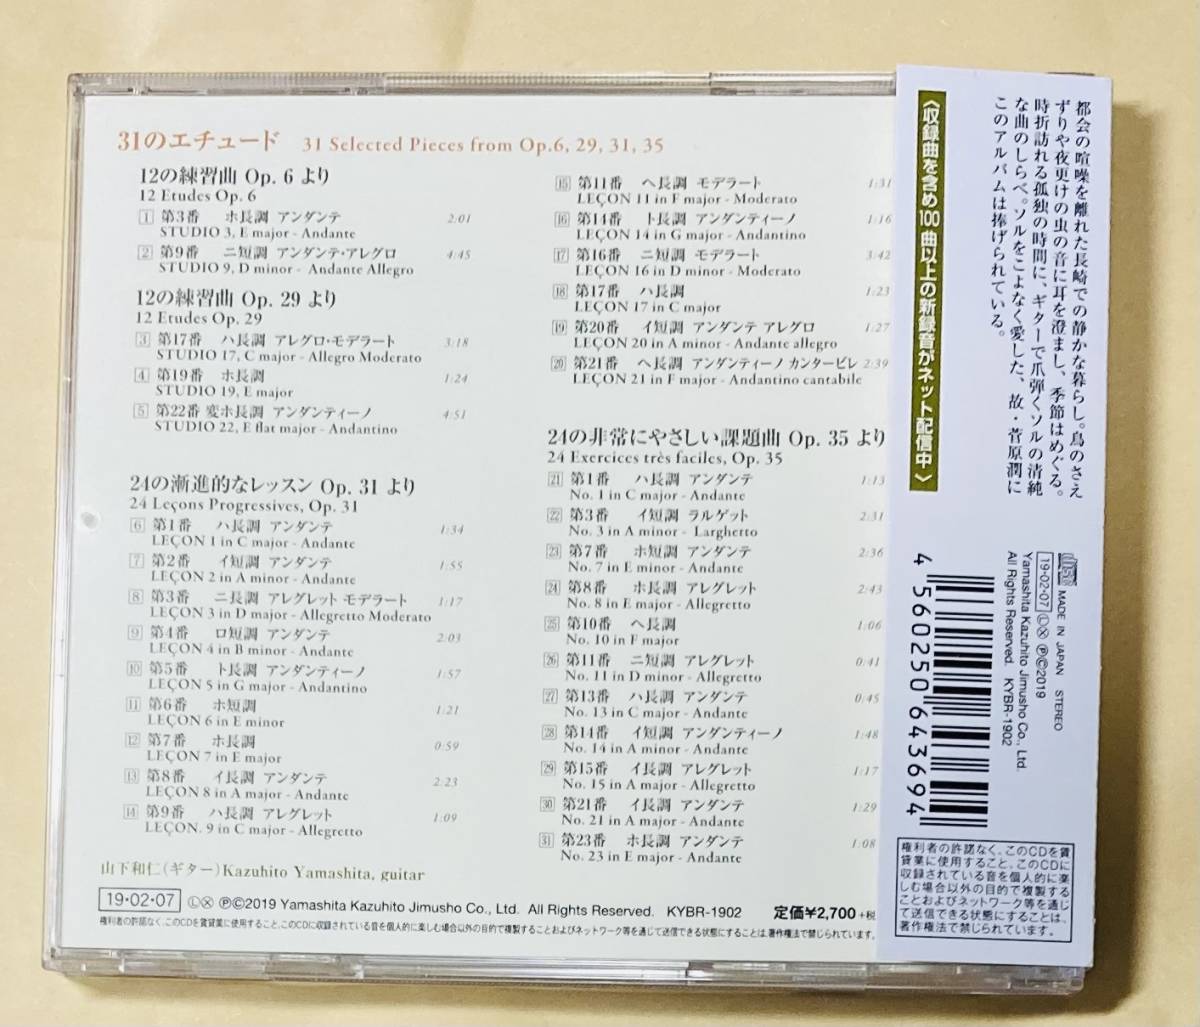 31のエチュード 31 Selected Pieces from Op.6, 29, 31, 35
12の練習曲 Op. 6 より
12 Etudes Op. 6
1 第3番 ホ長調 アンダンテ 2:01
STUDIO 3, E major - Andante
2 第9番 ニ短調 アンダンテ・アレグロ 4:45
STUDIO 9, D minor - Andante Allegro
12の練習曲 Op. 29 より
12 Etudes Op. 29
3 第17番 ハ長調 アレグロ・モデラート 3:18
STUDIO 17, C major - Allegro Moderato
4 第19番 ホ長調 1:24
STUDIO 19, E major
5 第22番 変ホ長調 アンダンティーノ 4:51
STUDIO 22, E flat major - Andantino
24の漸進的なレッスン Op. 31 より
24 Leçons Progressives, Op. 31
6 第1番 ハ長調 アンダンテ 1:34
LEÇON 1 in C major - Andante
7 第2番 イ短調 アンダンテ 1:55
LEÇON 2 in A minor - Andante
8 第3番 ニ長調 アレグレット モデラート 1:17
LEÇON 3 in D major - Allegretto Moderato
9 第4番 ロ短調 アンダンテ 2:03
LEÇON 4 in B minor - Andante
10 第5番 ト長調 アンダンティーノ 1:57
LEÇON 5 in G major - Andantino
11 第6番 ホ短調 1:21
LEÇON 6 in E minor
12 第7番 ホ長調 0:59
LEÇON 7 in E major
13 第8番 イ長調 アンダンテ 2:23
LEÇON 8 in A major - Andante
14 第9番 ハ長調 アレグレット 1:09
LEÇON. 9 in C major - Allegretto
15 第11番 ヘ長調 モデラート 1:31
LEÇON 11 in F major - Moderato
16 第14番 ト長調 アンダンティーノ 1:16
LEÇON 14 in G major - Andantino
17 第16番 ニ短調 モデラート 3:42
LEÇON 16 in D minor - Moderato
18 第17番 ハ長調 1:23
LEÇON 17 in C major
19 第20番 イ短調 アンダンテ アレグロ 1:27
LEÇON 20 in A minor - Andante allegro
20 第21番 ヘ長調 アンダンティーノ カンタービレ 2:39
LEÇON 21 in F major - Andantino cantabile
24の非常にやさしい課題曲 Op. 35 より
24 Exercices très faciles, Op. 35
21 第1番 ハ長調 アンダンテ 1:13
No. 1 in C major - Andante
22 第3番 イ短調 ラルゲット 2:31
No. 3 in A minor - Larghetto
23 第7番 ホ短調 アンダンテ 2:36
No. 7 in E minor - Andante
24 第8番 ホ長調 アレグレット 2:43
No. 8 in E major - Allegretto
25 第10番 ヘ長調 1:06
No. 10 in F major
26 第11番 ニ短調 アレグレット 0:41
No. 11 in D minor - Allegretto
27 第13番 ハ長調 アンダンテ 0:45
No. 13 in C major - Andante
28 第14番 イ短調 アンダンティーノ 1:48
No. 14 in A minor - Andante
29 第15番 イ長調 アレグレット 1:17
No. 15 in A major - Allegretto
30 第21番 イ長調 アンダンテ 1:29
No. 21 in A major - Andante
31 第23番 ホ長調 アンダンテ 1:08
No. 23 in E major - Andante
山下和仁(ギター)Kazuhito Yamashita, guitar
19・02・07 Ⓛ Ⓧ ℗©2019 Yamashita Kazuhito Jimusho Co., Ltd. All Rights Reserved. KYBR-1902 定価¥2,700+税
権利者の許諾なく、このCDを賃貸業に使用すること、このCDに収録されている音を個人的に楽しむ場合以外の目的で複製することおよびネットワーク等を通じて送信できる状態にすることは、著作権法で禁じられております。
都会の喧噪を離れた長崎での静かな暮らし。鳥のさえ
ずりや夜更けの虫の音に耳を澄まし、季節はめぐる。
時折訪れる孤独の時間に、ギターで爪弾くソルの清純
な曲のしらべ。ソルをこよなく愛した、故・菅原潤に
このアルバムは捧げられている。
〈収録曲を含め100曲以上の新録音がネット配信中〉
MADE IN JAPAN STEREO
19・02・07 Ⓛ Ⓧ ℗©2019
Yamashita Kazuhito Jimusho Co., Ltd.
All Rights Reserved. KYBR-1902
4 560250 643694
権利者の許諾なく、このCDを賃
貸業に使用すること、このCDに
収録されている音を個人的に楽
しむ場合以外の目的で複製する
ことおよびネットワーク等を通じ
て送信できる状態にすることは、
著作権法で禁じられております。